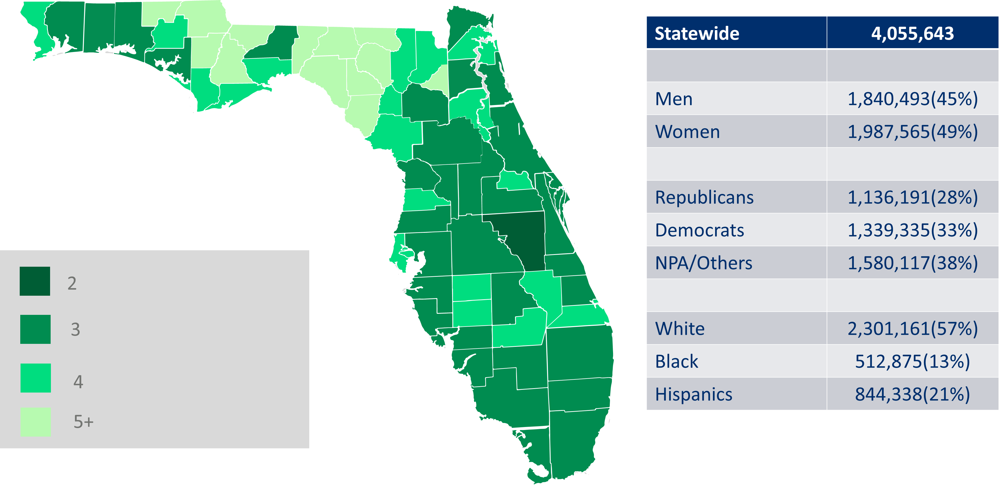 2
3
4
5+
Statewide 4,055,643
Men 1,840,493(45%)
Women 1,987,565(49%)
Republicans 1,136,191(28%)
Democrats 1,339,335(33%)
NPA/Others 1,580,117(38%)
White 2,301,161(57%)
Black 512,875(13%)
Hispanics 844,338(21%)